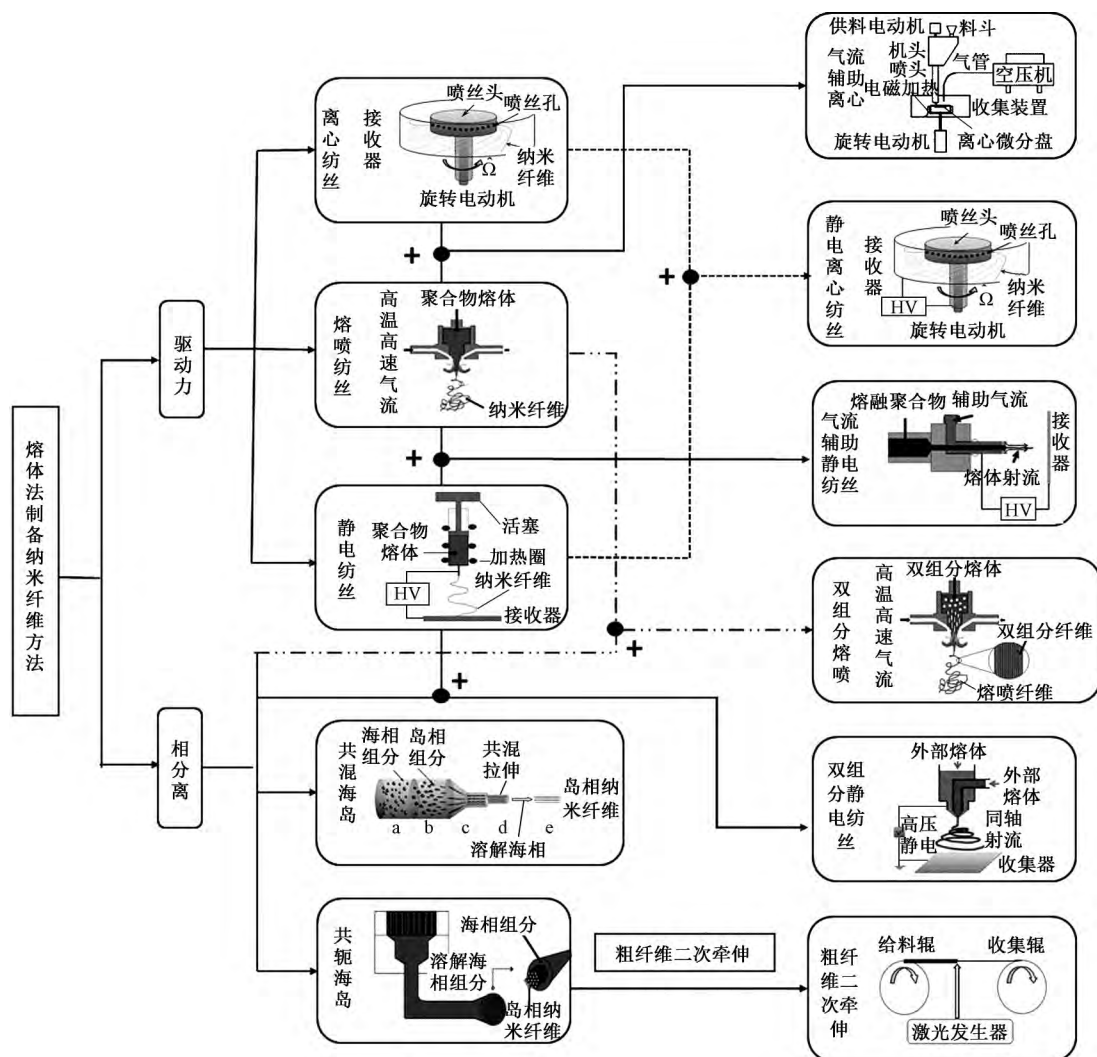 熔体法制备纳米纤维方法
驱动力
相分离
离心纺丝
接收器
喷丝头
喷丝孔
纳米
纤维
Ω
旋转电动机
+
熔喷纺丝
高温高速气流
聚合物熔体
纳米纤维
+
静电纺丝
聚合物
熔体
活塞
加热圈
纳米纤维
HV
接收器
+
+
+
共混海岛
海相
组分
岛相
组分
共混
拉伸
岛相纳
米纤维
a b c d e
溶解海相
共轭海岛
海相组分
溶解海
相组分
岛相纳
米纤维
粗纤维二次牵伸
气流
辅助
离心
供料电动机
料斗
机头
喷头
气管
空压机
电磁加热
收集装置
旋转电动机
离心微分盘
静电离心纺丝
接收器
喷丝头
喷丝孔
纳米
纤维
HV
Ω
旋转电动机
气流
辅助
静电
纺丝
熔融聚合物
辅助气流
接收器
熔体射流
HV
双组分熔喷
高温高速气流
双组分熔体
双组分纤维
熔喷纤维
双组
分静
电纺丝
外部熔体
外部
熔体
高压
静电
同轴
射流
收集器
粗纤
维二
次牵
伸
给料辊
收集辊
激光发生器